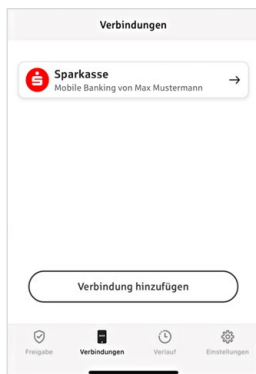 Verbindungen
Sparkasse
Mobile Banking von Max Mustermann
Verbindung hinzufügen
Freigabe Verbindungen Verlauf Einstellungen